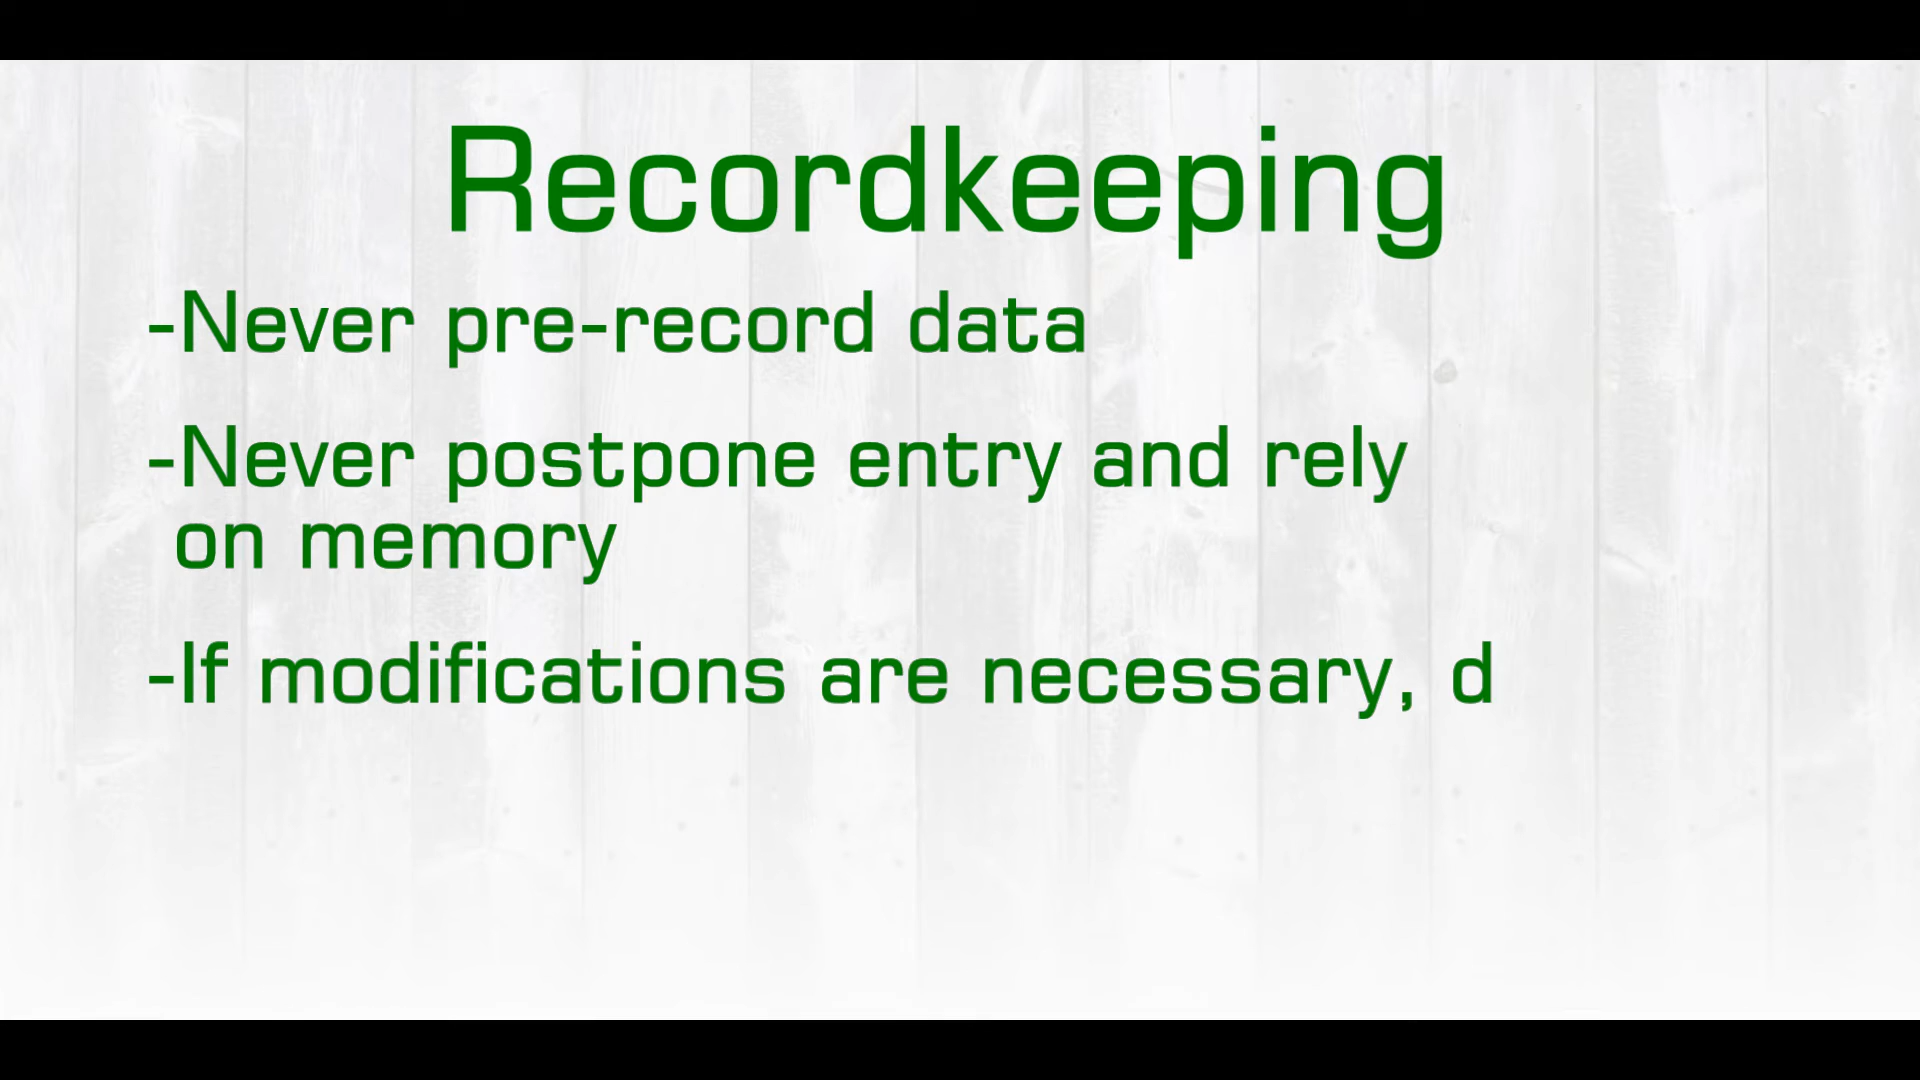 Recordkeeping
-Never pre-record data
-Never postpone entry and rely
on memory
-If modifications are necessary, d